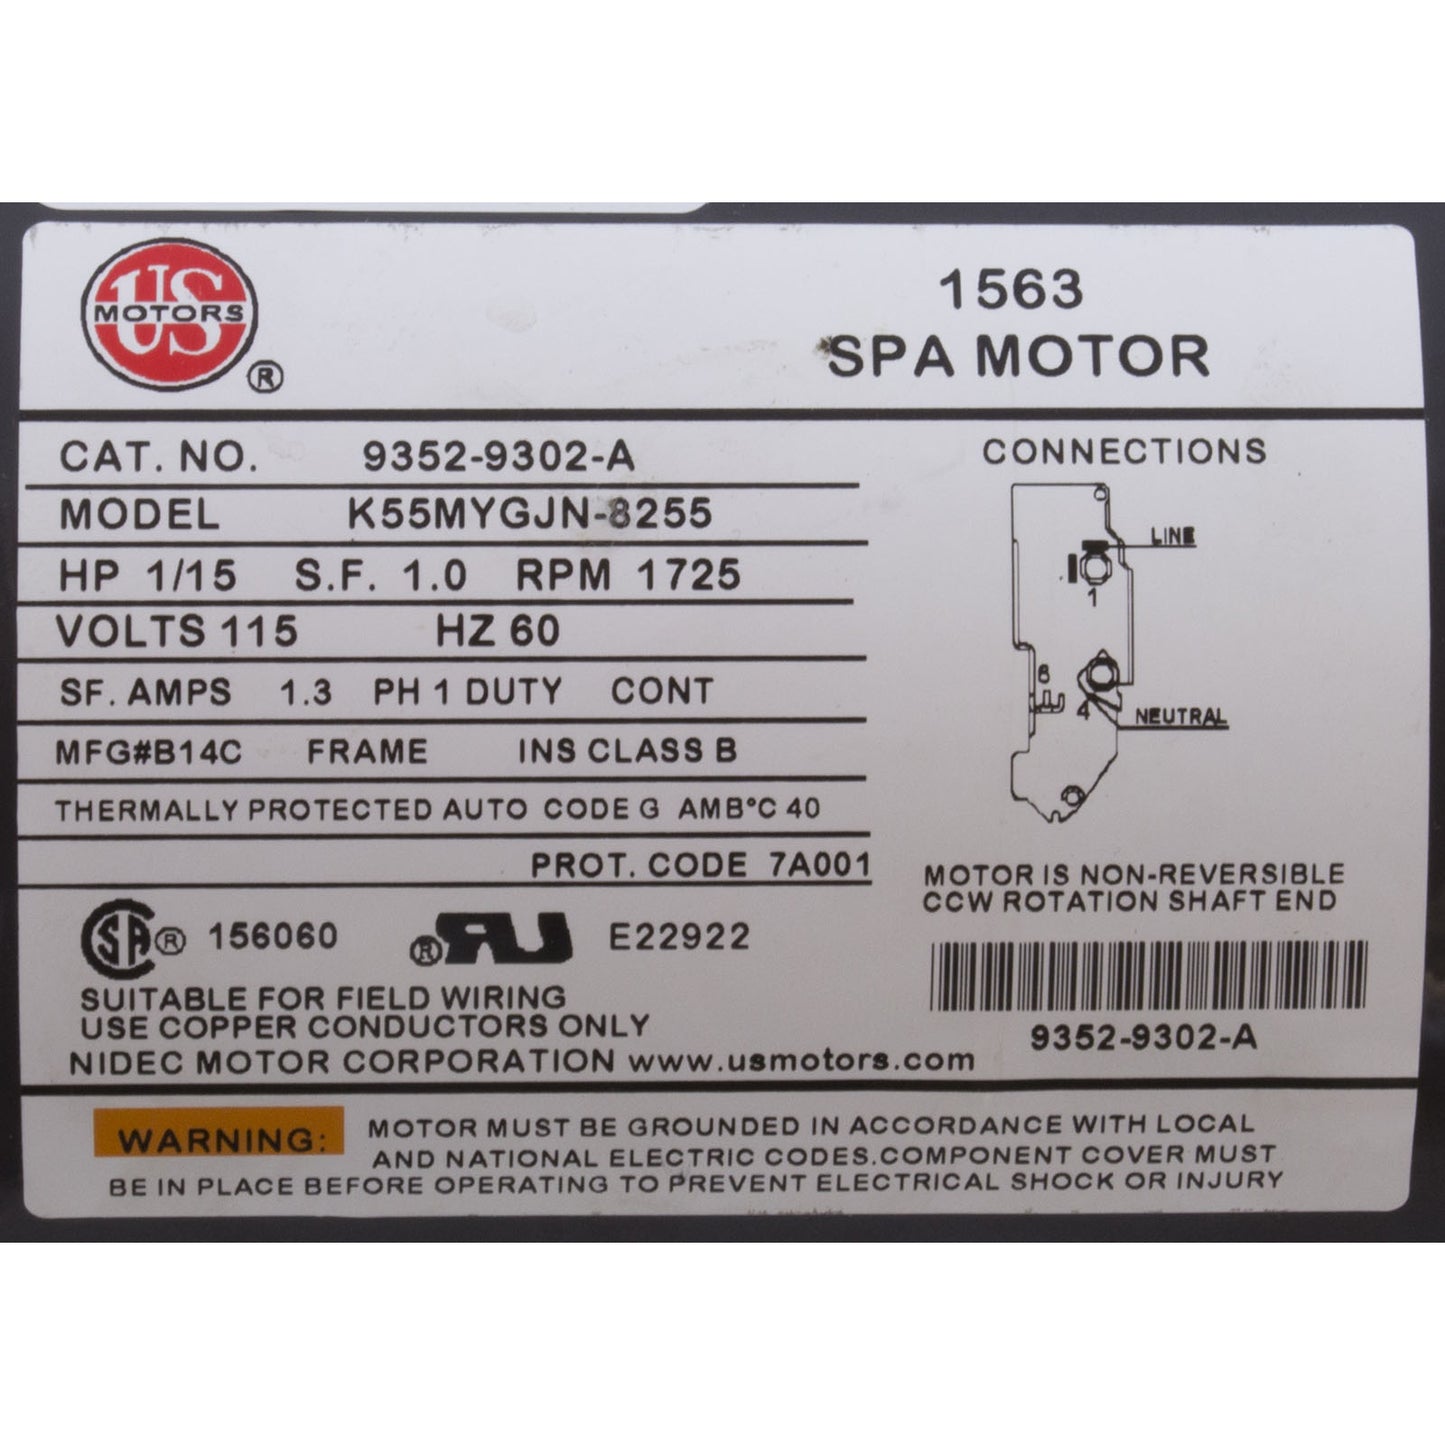 US
MOTORS
®
1563
SPA MOTOR
CAT. NO. 9352-9302-A
MODEL K55MYGJN-8255
HP 1/15 S.F. 1.0 RPM 1725
VOLTS 115 HZ 60
SF. AMPS 1.3 PH 1 DUTY CONT
MFG#B14C FRAME INS CLASS B
THERMALLY PROTECTED AUTO CODE G AMB°C 40
PROT. CODE 7A001
CONNECTIONS
LINE
1
6
4
NEUTRAL
MOTOR IS NON-REVERSIBLE
CCW ROTATION SHAFT END
SA ® 156060 ® RU E22922
SUITABLE FOR FIELD WIRING
USE COPPER CONDUCTORS ONLY
NIDEC MOTOR CORPORATION www.usmotors.com
9352-9302-A
WARNING: MOTOR MUST BE GROUNDED IN ACCORDANCE WITH LOCAL
AND NATIONAL ELECTRIC CODES.COMPONENT COVER MUST
BE IN PLACE BEFORE OPERATING TO PREVENT ELECTRICAL SHOCK OR INJURY